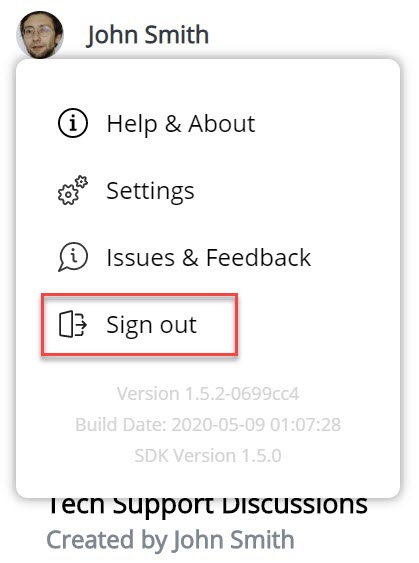 John Smith
Help & About
Settings
Issues & Feedback
Sign out
Version 1.5.2-0699cc4
Build Date: 2020-05-09 01:07:28
SDK Version 1.5.0
Tech Support Discussions
Created by John Smith